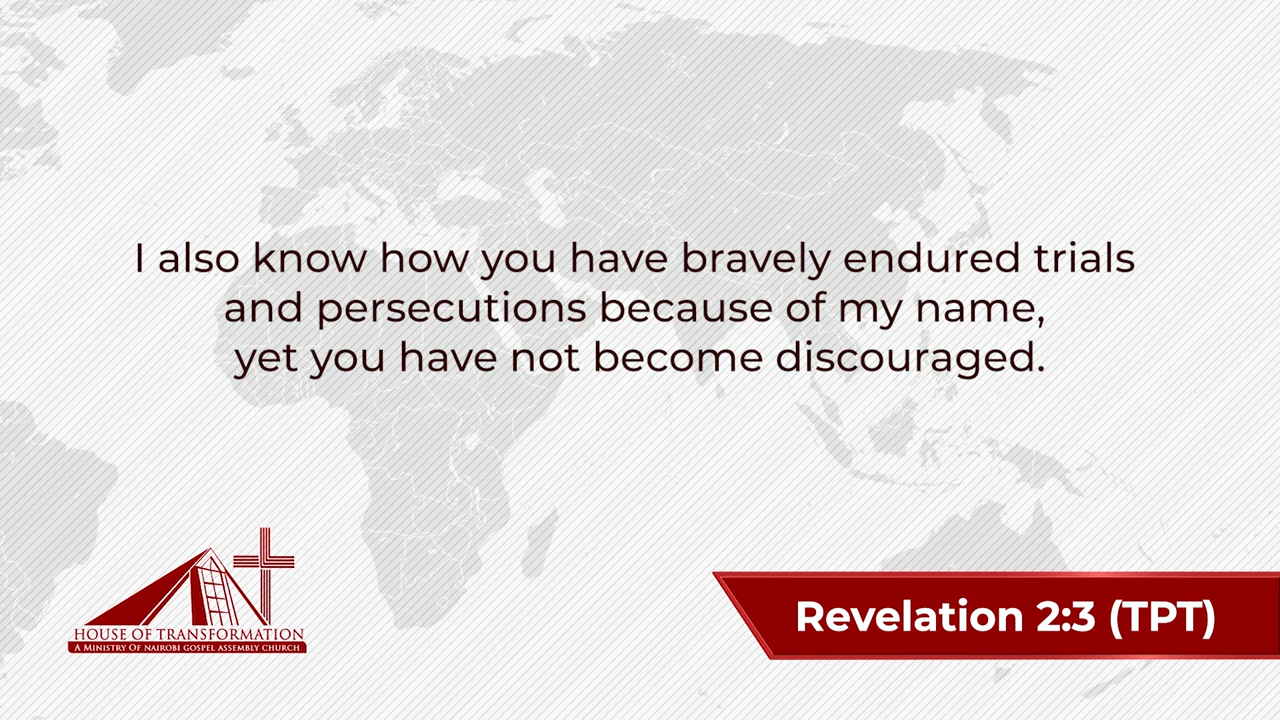 I also know how you have bravely endured trials
and persecutions because of my name,
yet you have not become discouraged.
HOUSE OF TRANSFORMATION
A MINISTRY OF NAIROBI GOSPEL ASSEMBLY CHURCH
Revelation 2:3 (TPT)